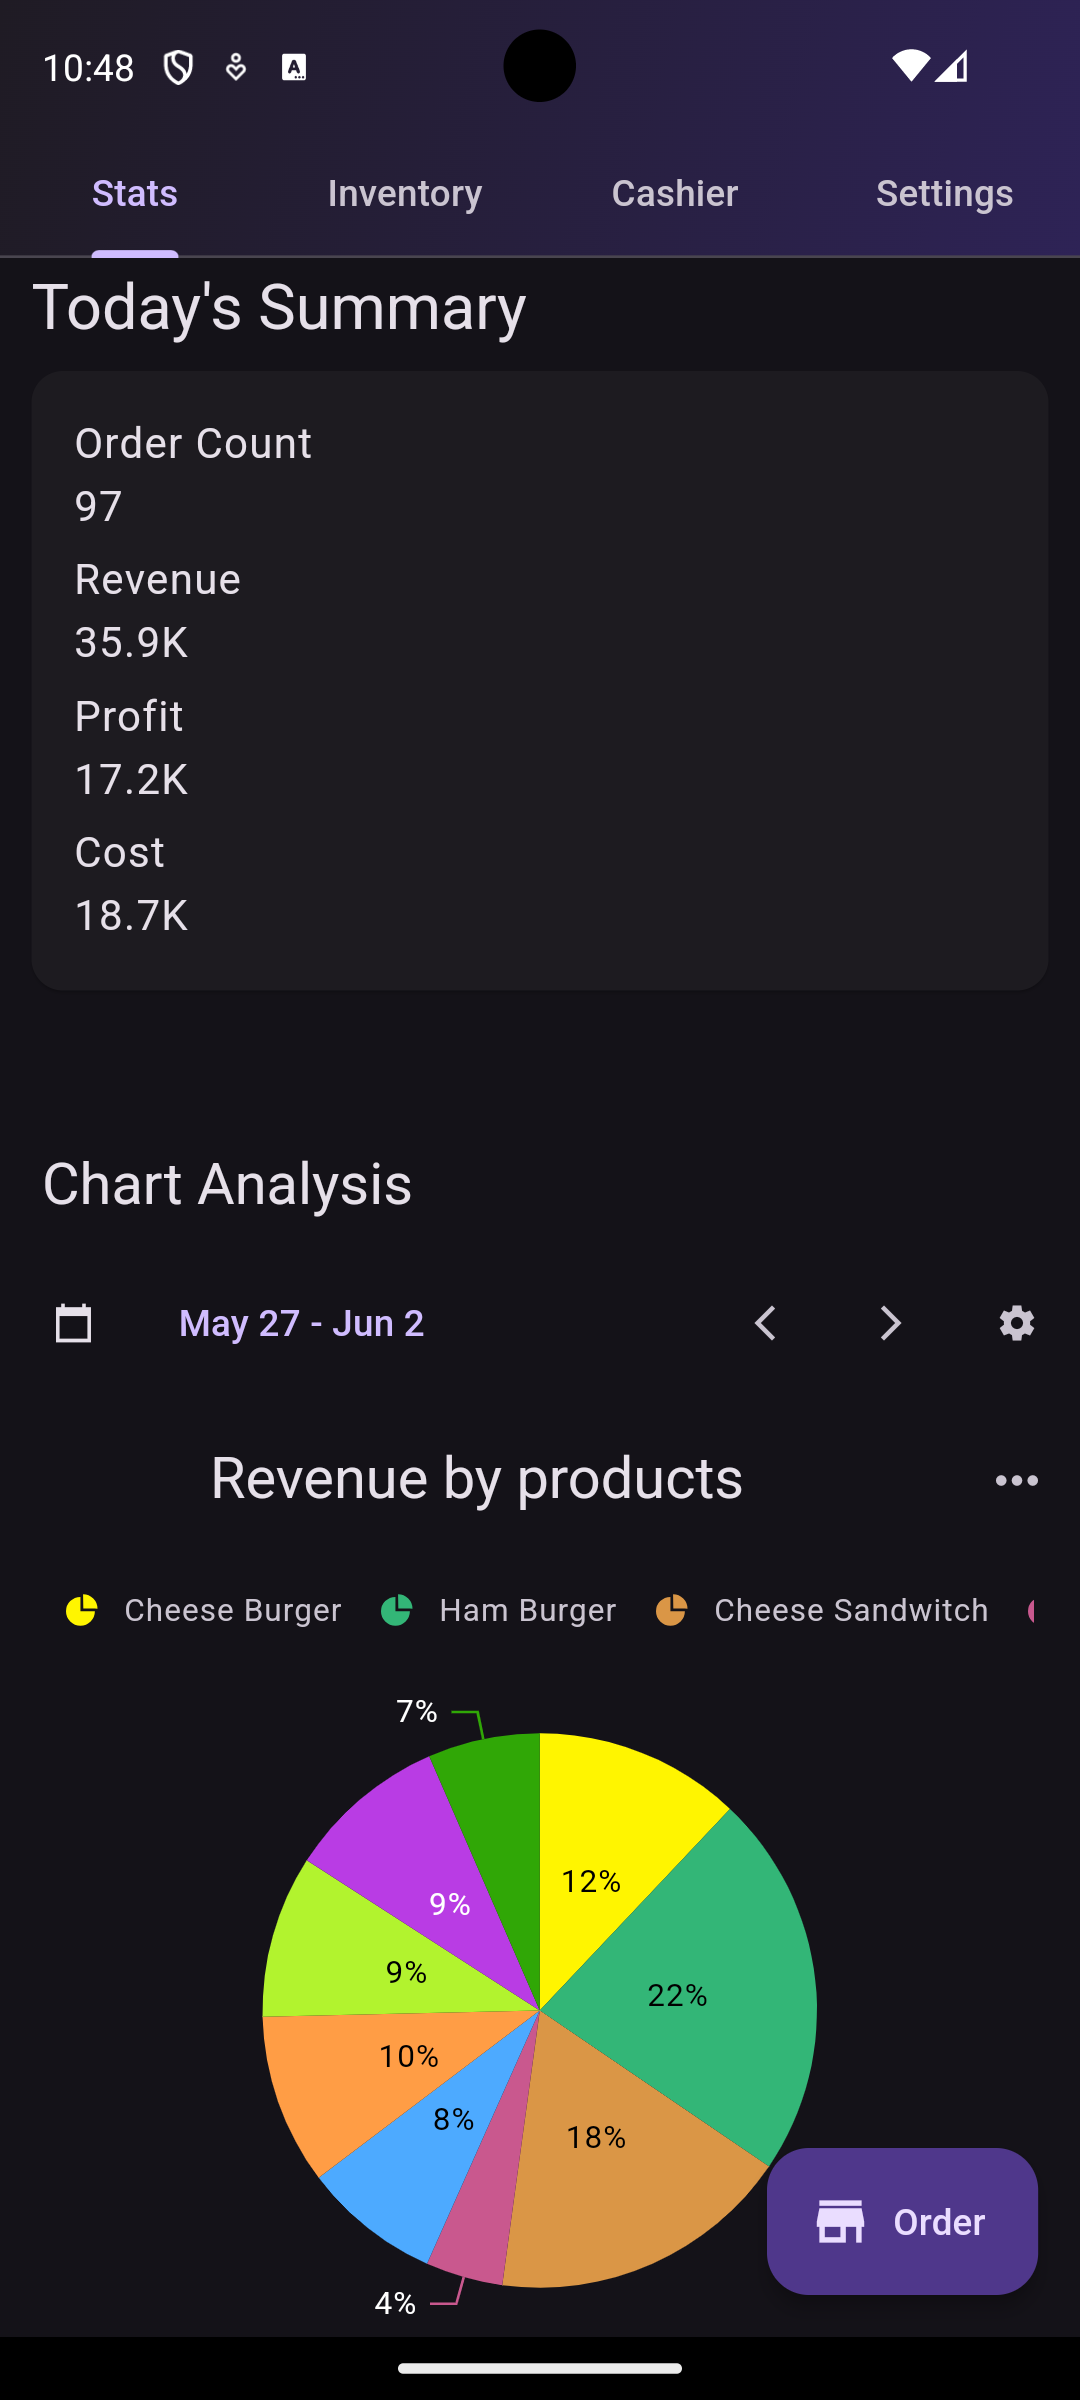 10:48
Stats Inventory Cashier Settings
Today's Summary
Order Count
97
Revenue
35.9K
Profit
17.2K
Cost
18.7K
Chart Analysis
May 27 - Jun 2
Revenue by products
Cheese Burger Ham Burger Cheese Sandwitch
7%
12%
9%
9%
22%
10%
8%
18%
Order
4%